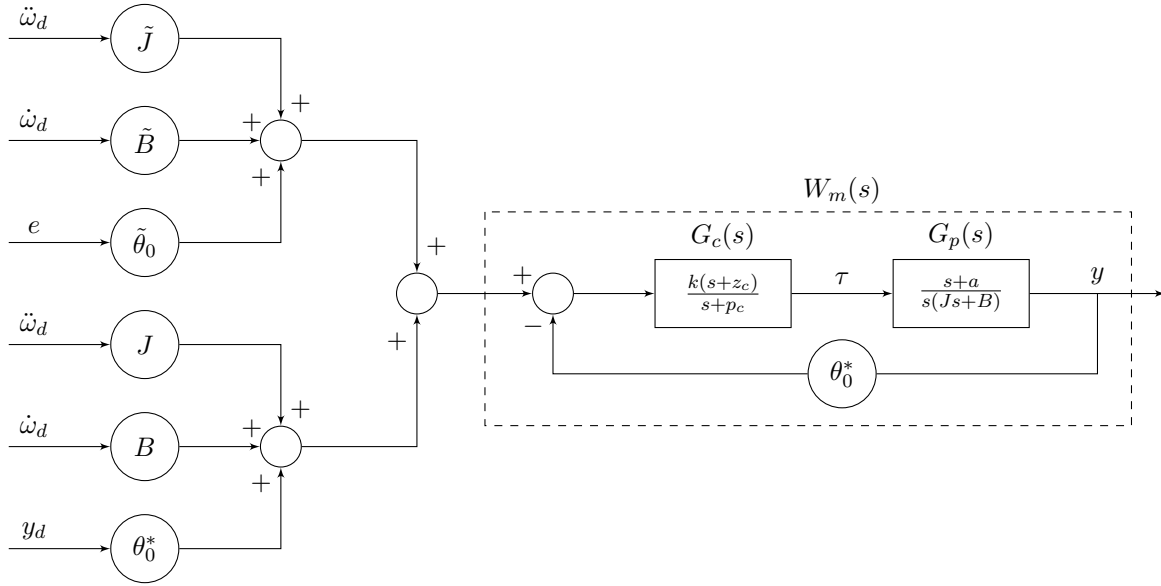 ω̈_d
J̃
+
ω̇_d
B̃
+
+
e
θ̃_0
+
W_m(s)
G_c(s)
G_p(s)
+
k(s+z_c)
s+p_c
τ
s+a
s(Js+B)
y
−
ω̈_d
J
+
θ_0^*
+
ω̇_d
B
+
+
y_d
θ_0^*